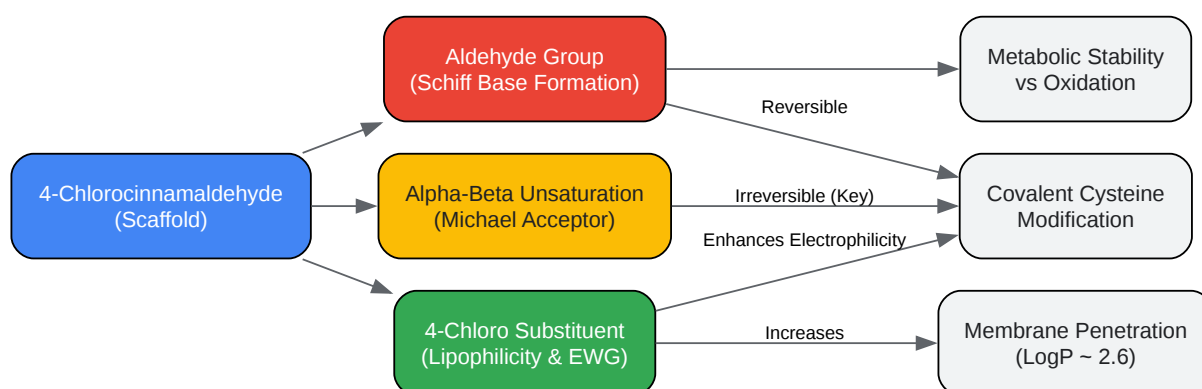 Aldehyde Group
(Schiff Base Formation)
Metabolic Stability
vs Oxidation
Reversible
4-Chlorocinnamaldehyde
(Scaffold)
Alpha-Beta Unsaturation
(Michael Acceptor)
Irreversible (Key)
Covalent Cysteine
Modification
Enhances Electrophilicity
4-Chloro Substituent
(Lipophilicity & EWG)
Increases
Membrane Penetration
(LogP ~ 2.6)